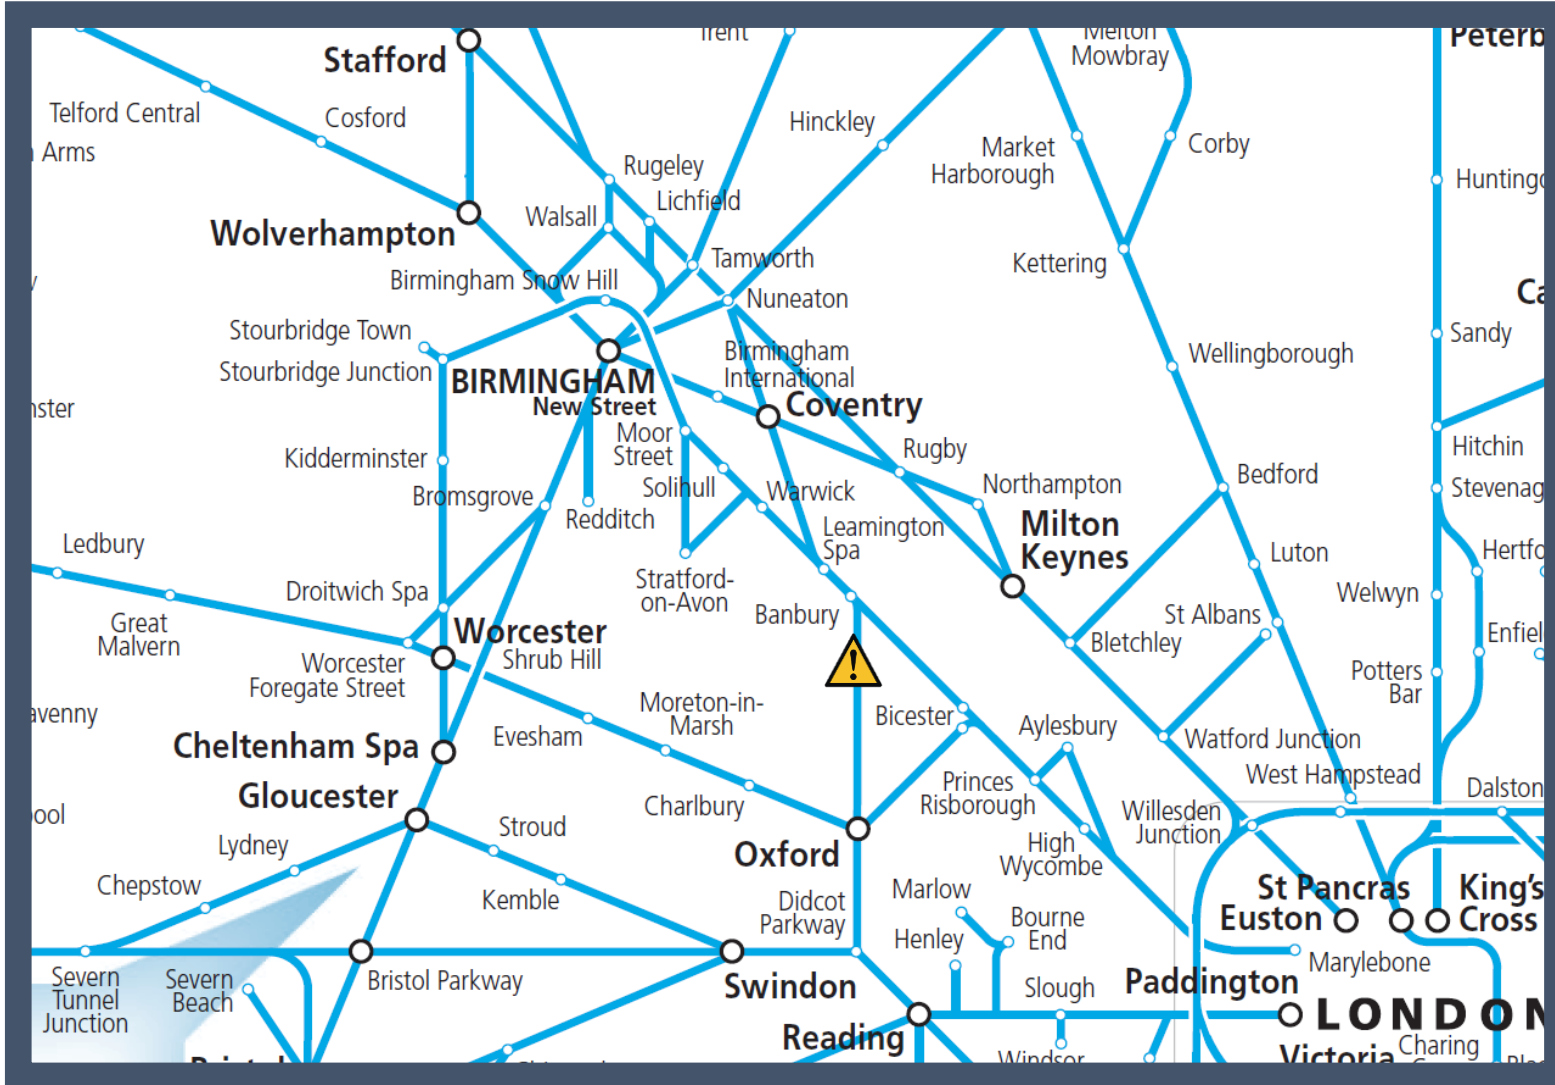 Stafford
Trent
Melton
Mowbray
Telford Central
Cosford
Hinckley
Arms
Market
Harborough
Corby
Rugeley
Lichfield
Walsall
Wolverhampton
Kettering
Tamworth
Birmingham Snow Hill
Nuneaton
Stourbridge Town
Stourbridge Junction
Sandy
Wellingborough
Birmingham
International
BIRMINGHAM
New Street
Coventry
Moor
Street
Rugby
Hitchin
Kidderminster
Bromsgrove
Solihull
Warwick
Northampton
Bedford
Redditch
Leamington
Spa
Milton
Keynes
Ledbury
Luton
Droitwich Spa
Stratford-
on-Avon
Banbury
Welwyn
St Albans
Great
Malvern
Worcester
Shrub Hill
Bletchley
Worcester
Foregate Street
Potters
Bar
!
Moreton-in-
Marsh
Evesham
Bicester
Aylesbury
Watford Junction
Cheltenham Spa
West Hampstead
Gloucester
Charlbury
Princes
Risborough
Dalston
Willesden
Junction
Stroud
Lydney
Oxford
High
Wycombe
Chepstow
Kemble
Didcot
Parkway
Marlow
St Pancras
King's
Cross
Euston
Bourne
End
Henley
Marylebone
Severn
Tunnel
Junction
Severn
Beach
Bristol Parkway
Swindon
Slough
Paddington
Reading
LONDON
Windsor
Victoria
Charing